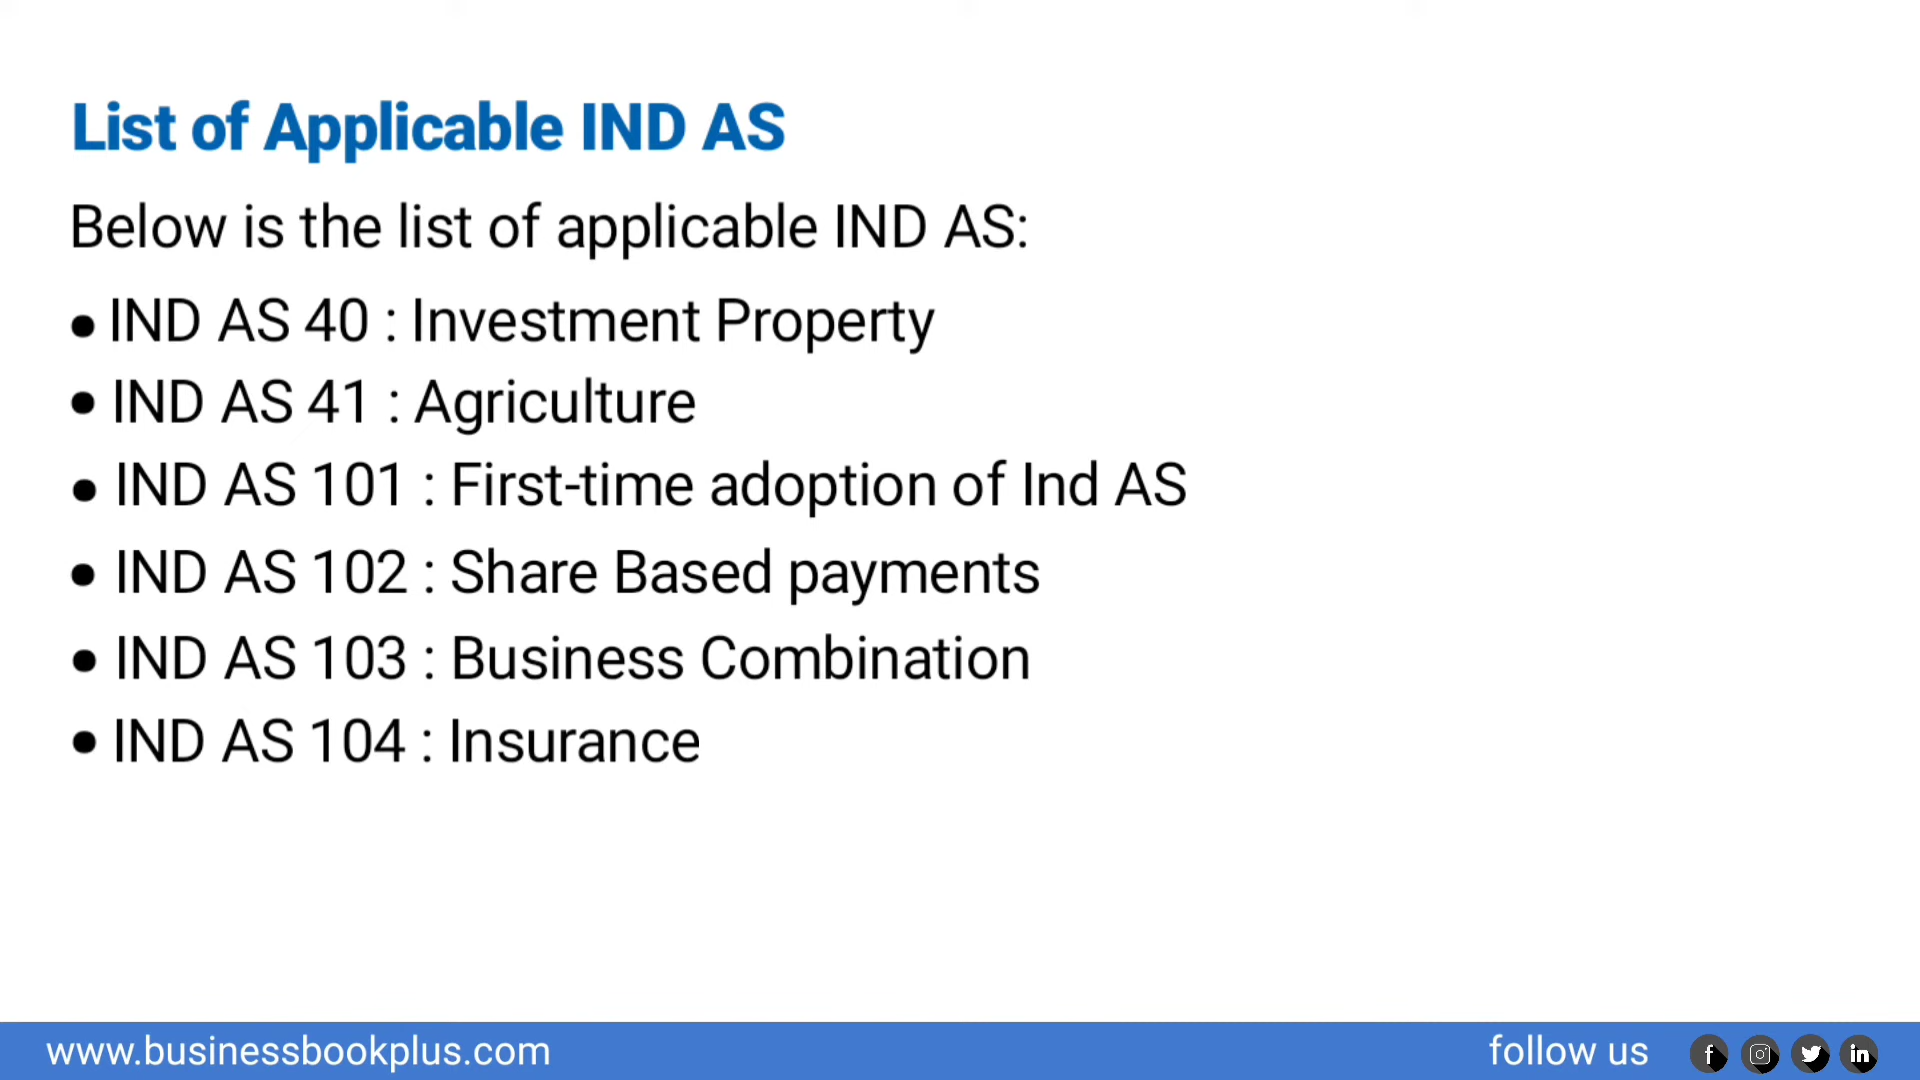 List of Applicable IND AS
Below is the list of applicable IND AS:
• IND AS 40 : Investment Property
• IND AS 41 : Agriculture
• IND AS 101 : First-time adoption of Ind AS
• IND AS 102 : Share Based payments
• IND AS 103 : Business Combination
• IND AS 104 : Insurance
www.businessbookplus.com
follow us